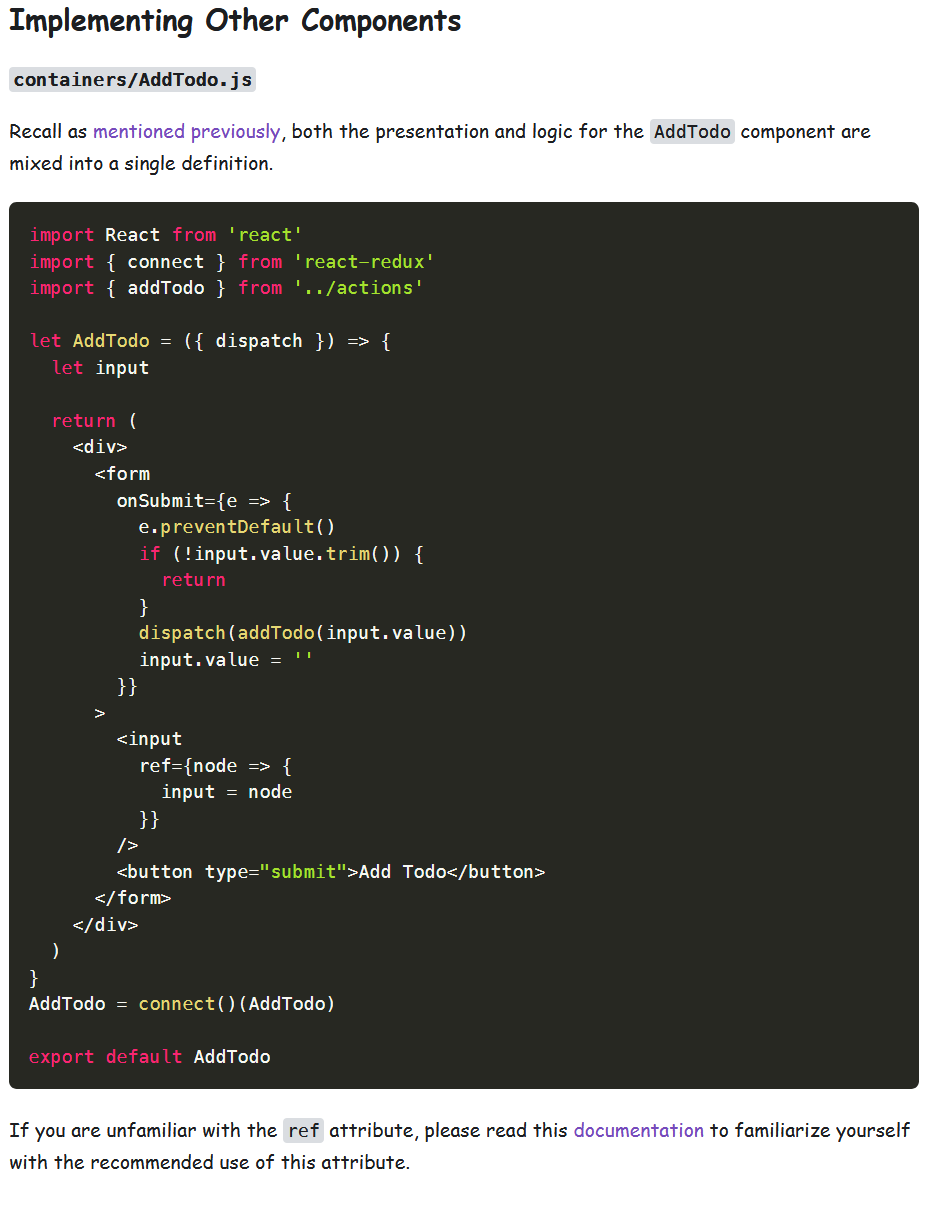 Implementing Other Components
containers/AddTodo.js
Recall as mentioned previously, both the presentation and logic for the AddTodo component are
mixed into a single definition.
import React from 'react'
import { connect } from 'react-redux'
import { addTodo } from '../actions'

let AddTodo = ({ dispatch }) => {
  let input

  return (
    <div>
      <form
        onSubmit={e => {
          e.preventDefault()
          if (!input.value.trim()) {
            return
          }
          dispatch(addTodo(input.value))
          input.value = ''
        }}
      >
        <input
          ref={node => {
            input = node
          }}
        />
        <button type="submit">Add Todo</button>
      </form>
    </div>
  )
}
AddTodo = connect()(AddTodo)

export default AddTodo
If you are unfamiliar with the ref attribute, please read this documentation to familiarize yourself
with the recommended use of this attribute.